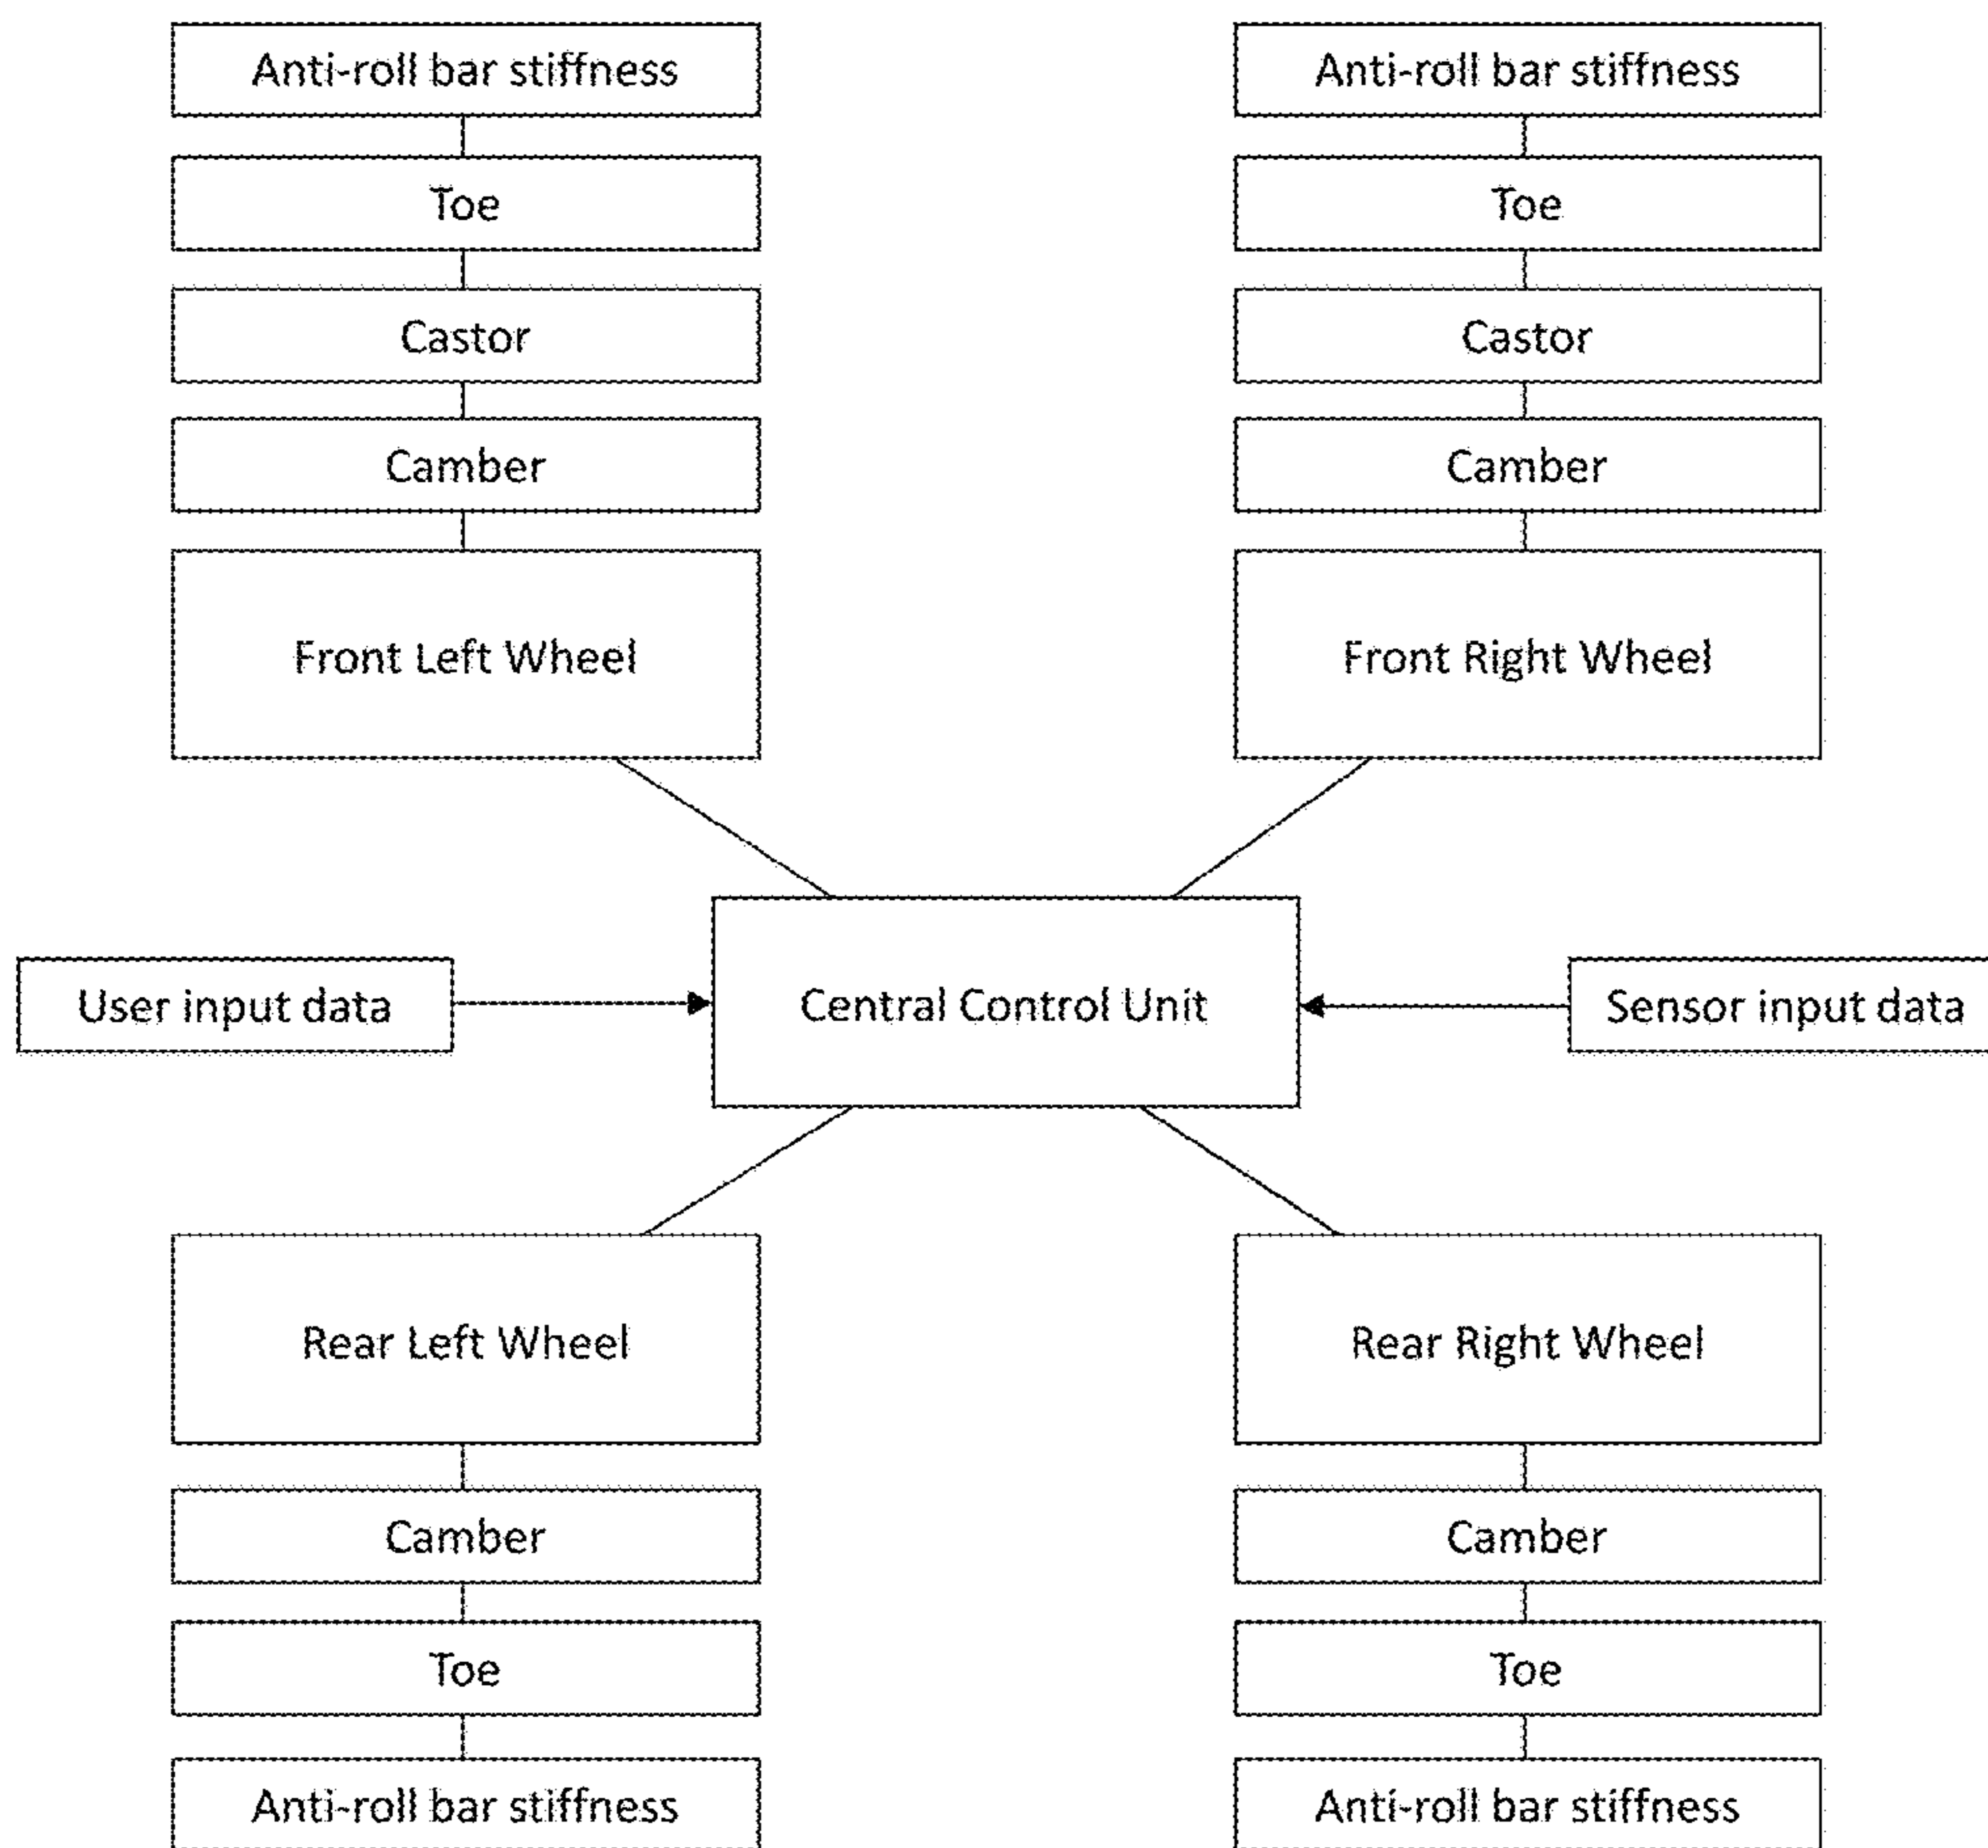 Anti-roll bar stiffness
Anti-roll bar stiffness
Toe
Toe
Castor
Castor
Camber
Camber
Front Left Wheel
Front Right Wheel
User input data
Central Control Unit
Sensor input data
Rear Left Wheel
Rear Right Wheel
Camber
Camber
Toe
Toe
Anti-roll bar stiffness
Anti-roll bar stiffness